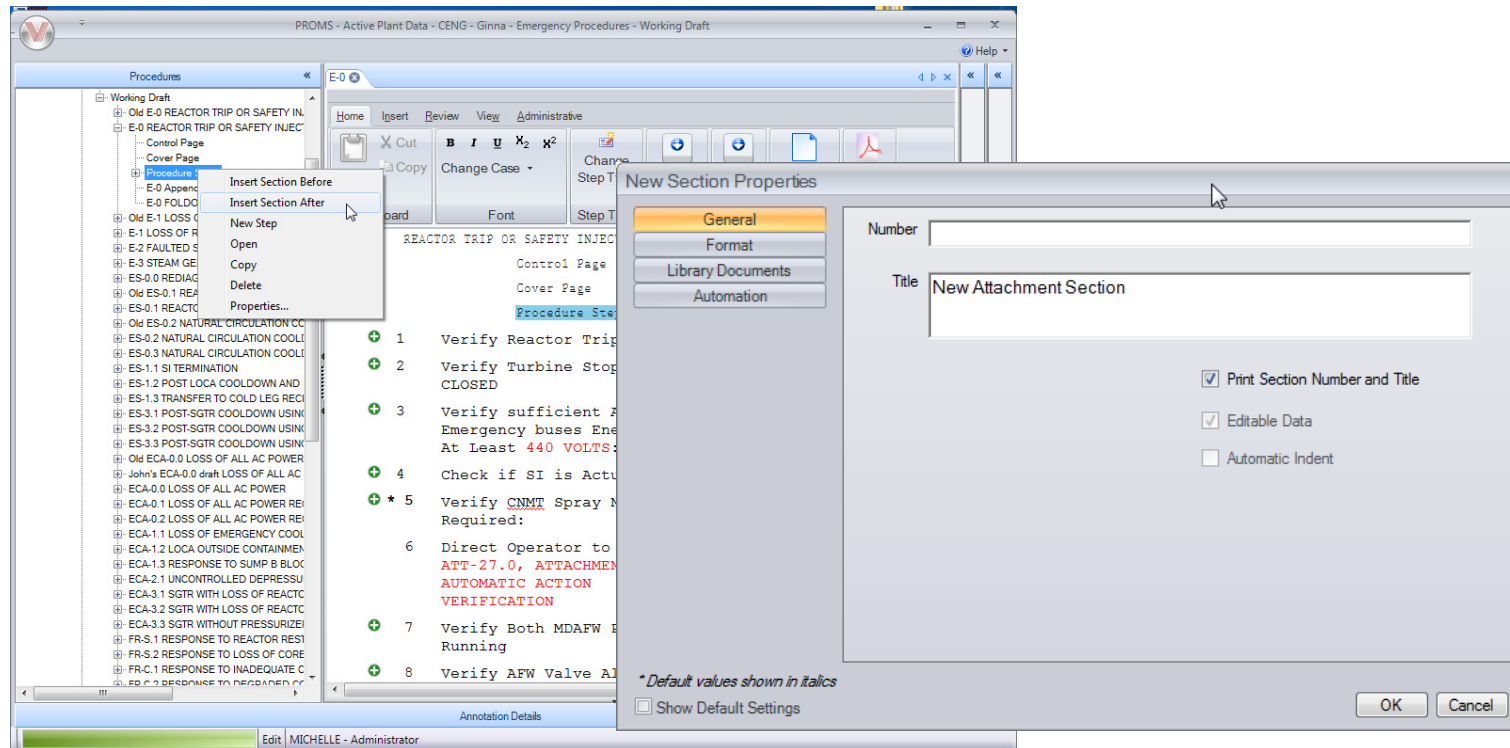 PROMS - Active Plant Data - CENG - Ginna - Emergency Procedures - Working Draft
Help
Procedures
E-0
Working Draft
Old E-0 REACTOR TRIP OR SAFETY IN
E-0 REACTOR TRIP OR SAFETY INJEC
Control Page
Cover Page
Procedure S
E-0 Append
E-0 FOLDO
Old E-1 LOSS
E-1 LOSS OF R
E-2 FAULTED S
E-3 STEAM GE
ES-0.0 REDIAG
Old ES-0.1 REA
ES-0.1 REACTO
Old ES-0.2 NATURAL CIRCULATION CO
ES-0.2 NATURAL CIRCULATION COOL
ES-0.3 NATURAL CIRCULATION COOL
ES-1.1 SI TERMINATION
ES-1.2 POST LOCA COOLDOWN AND
ES-1.3 TRANSFER TO COLD LEG RECI
ES-3.1 POST-SGTR COOLDOWN USIN
ES-3.2 POST-SGTR COOLDOWN USIN
ES-3.3 POST-SGTR COOLDOWN USIN
Old ECA-0.0 LOSS OF ALL AC POWER
John's ECA-0.0 draft LOSS OF ALL AC
ECA-0.0 LOSS OF ALL AC POWER
ECA-0.1 LOSS OF ALL AC POWER RE
ECA-0.2 LOSS OF ALL AC POWER RE
ECA-1.1 LOSS OF EMERGENCY COOL
ECA-1.2 LOCA OUTSIDE CONTAINMEN
ECA-1.3 RESPONSE TO SUMP B BLOC
ECA-2.1 UNCONTROLLED DEPRESSU
ECA-3.1 SGTR WITH LOSS OF REACTO
ECA-3.2 SGTR WITH LOSS OF REACTO
ECA-3.3 SGTR WITHOUT PRESSURIZE
FR-S.1 RESPONSE TO REACTOR REST
FR-S.2 RESPONSE TO LOSS OF CORE
FR-C.1 RESPONSE TO INADEQUATE C
FR-C.2 RESPONSE TO DEGRADED CO
Insert Section Before
Insert Section After
New Step
Open
Copy
Delete
Properties...
Home Insert Review View Administrative
Cut
Copy
B I U X2 X2
Change Case
Change
Step T
oard
Font
Step T
REACTOR TRIP OR SAFETY INJEC
Control Page
Cover Page
Procedure Ste
1 Verify Reactor Trip
2 Verify Turbine Stop
CLOSED
3 Verify sufficient A
Emergency buses Ene
At Least 440 VOLTS:
4 Check if SI is Actu
* 5 Verify CNMT Spray N
Required:
6 Direct Operator to
ATT-27.0, ATTACHMEN
AUTOMATIC ACTION
VERIFICATION
7 Verify Both MDAFW P
Running
8 Verify AFW Valve Al
Annotation Details
Edit MICHELLE - Administrator
New Section Properties
General
Format
Library Documents
Automation
Number
Title New Attachment Section
Print Section Number and Title
Editable Data
Automatic Indent
* Default values shown in italics
Show Default Settings
OK Cancel